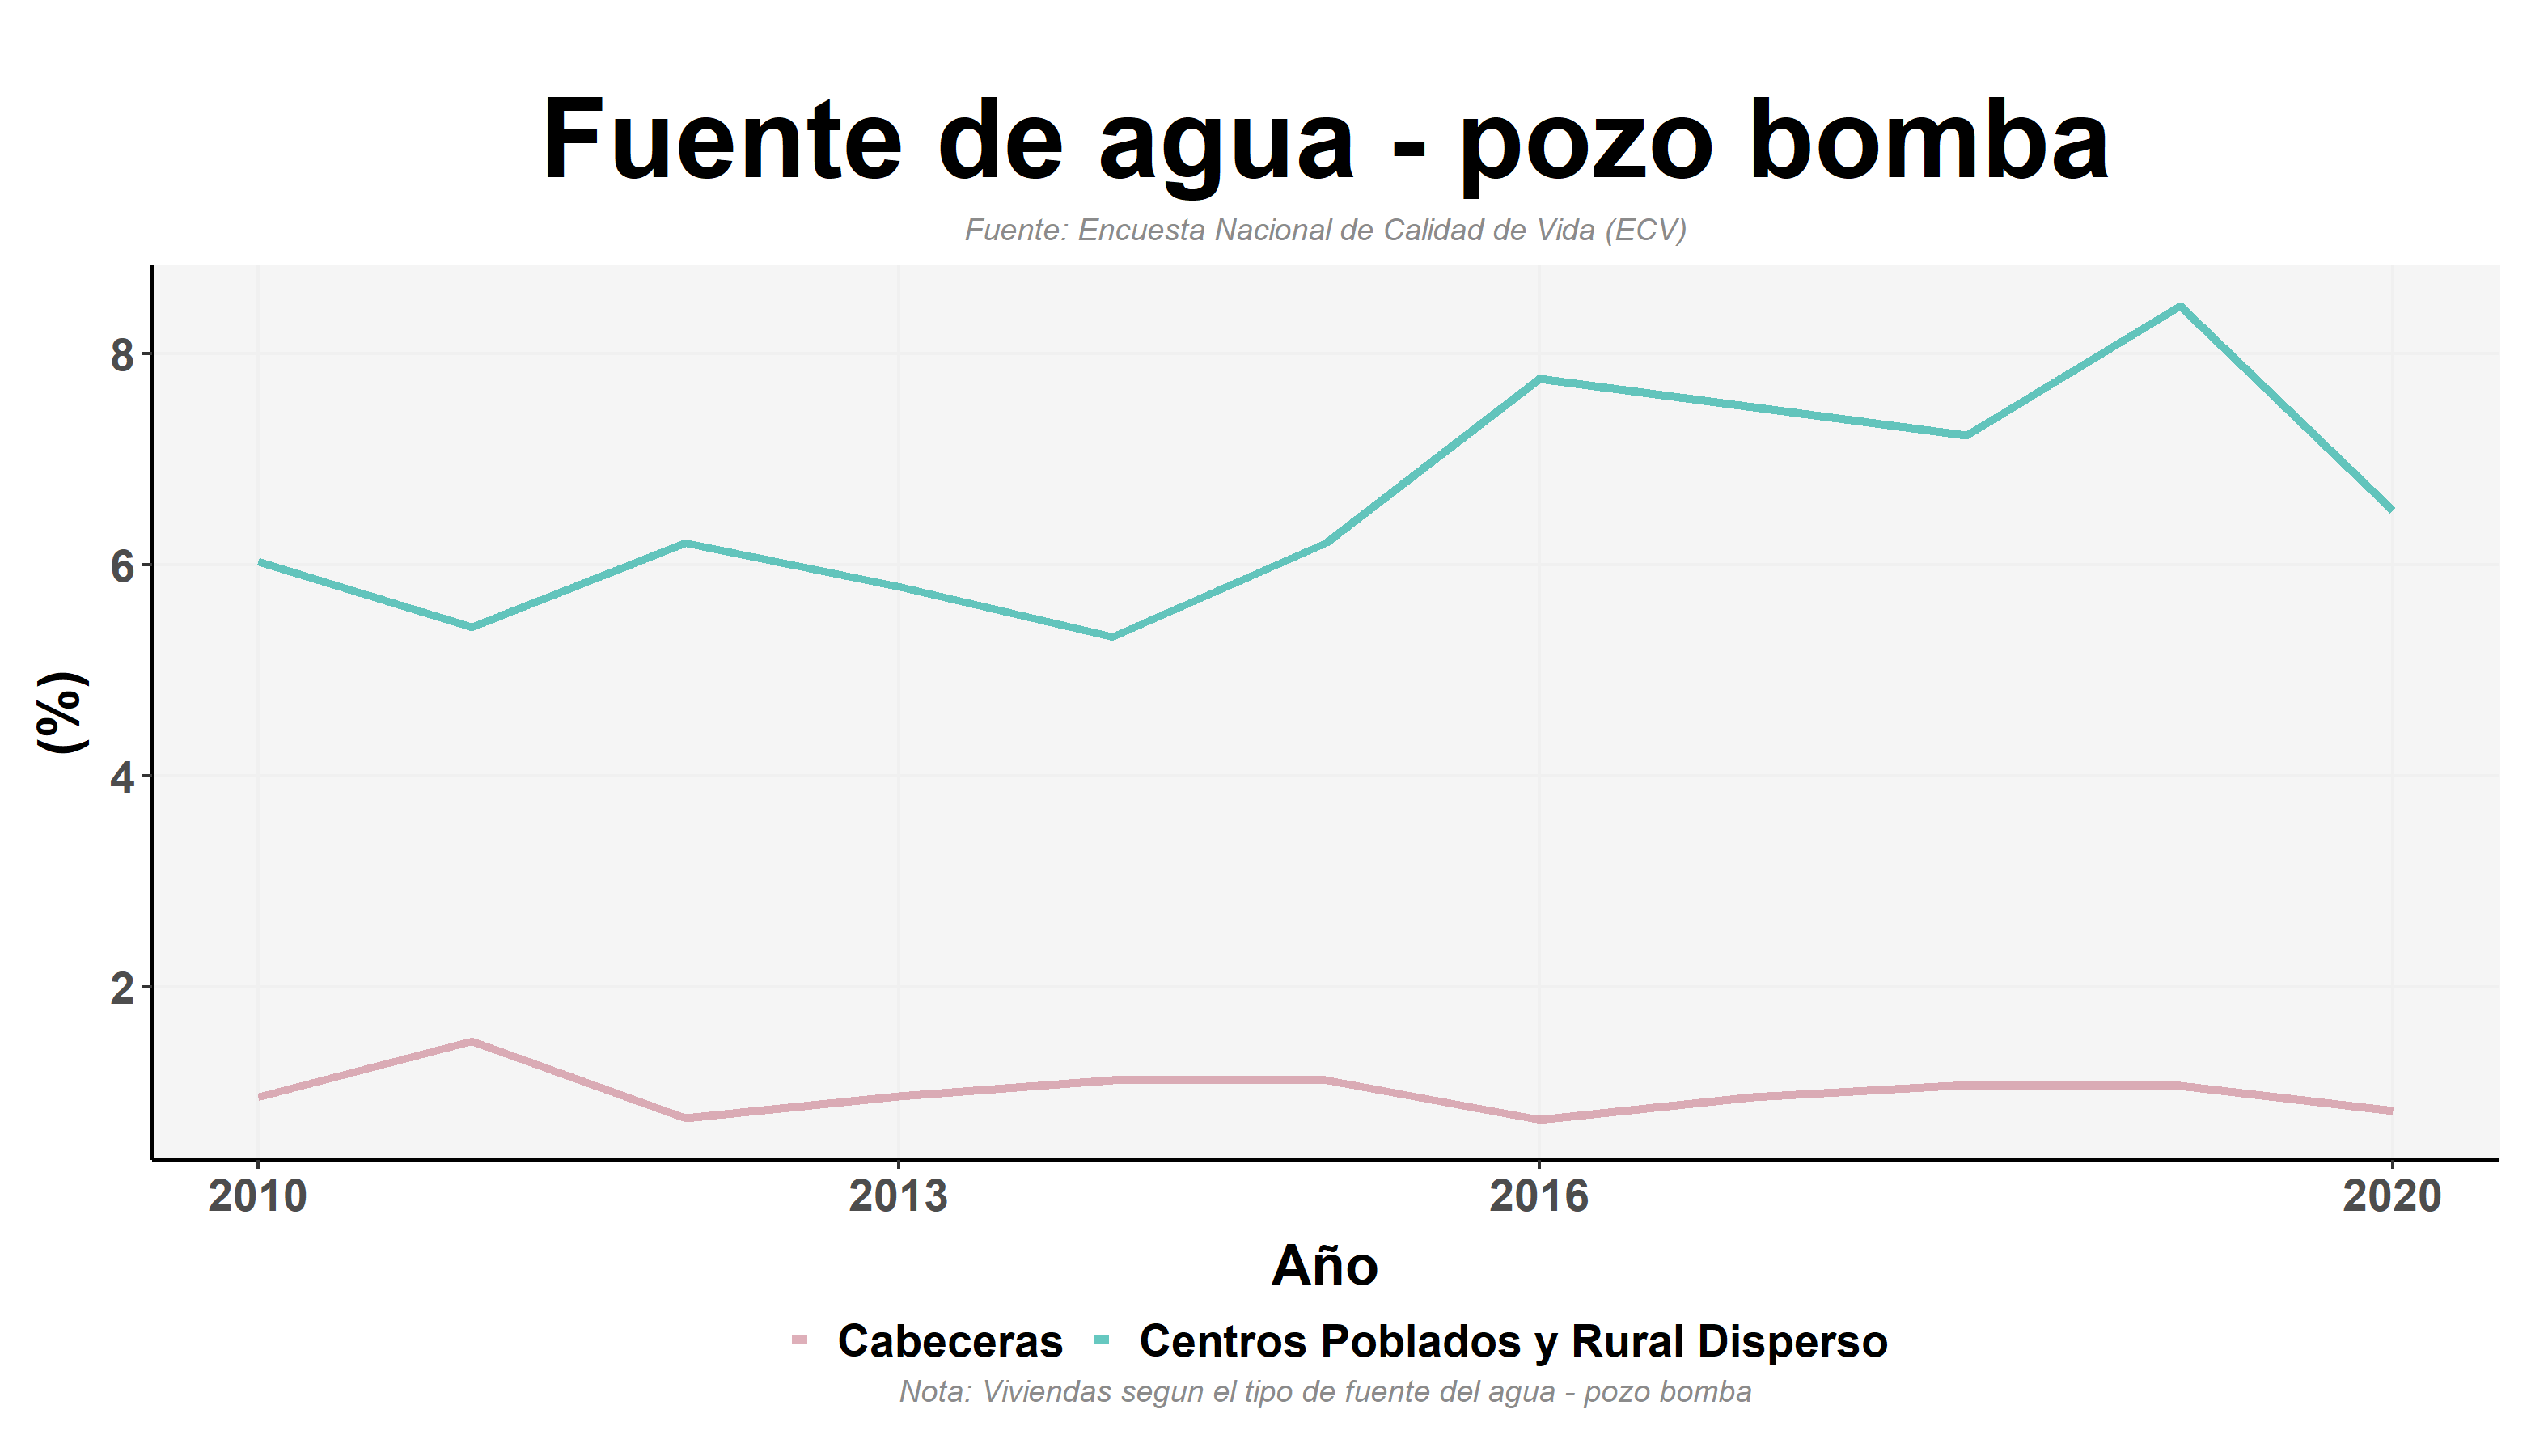 Fuente de agua - pozo bomba
Fuente: Encuesta Nacional de Calidad de Vida (ECV)
8
6
4
2
(%)
2010 2013 2016 2020
Año
Cabeceras Centros Poblados y Rural Disperso
Nota: Viviendas segun el tipo de fuente del agua - pozo bomba